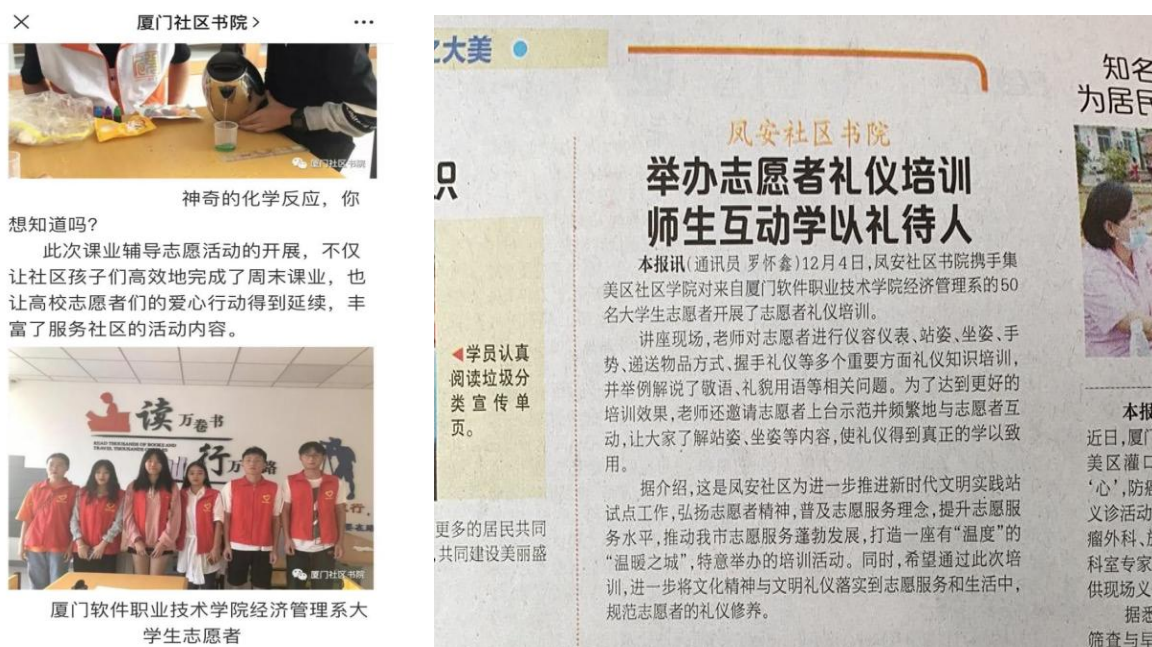 厦门社区书院>
厦门社区书院
神奇的化学反应，你
想知道吗?
此次课业辅导志愿活动的开展，不仅
让社区孩子们高效地完成了周末课业，也
让高校志愿者们的爱心行动得到延续，丰
富了服务社区的活动内容。
读万卷书
READ THOUSANDS OF BOOKS AND
行万 路
厦门社区书院
厦门软件职业技术学院经济管理系大
学生志愿者
之大美
识
◀学员认真
阅读垃圾分
类宣传单
页。
更多的居民共同
共同建设美丽盛
凤安社区书院
举办志愿者礼仪培训
师生互动学以礼待人
本报讯(通讯员 罗怀鑫)12月4日,凤安社区书院携手集
美区社区学院对来自厦门软件职业技术学院经济管理系的50
名大学生志愿者开展了志愿者礼仪培训。
讲座现场,老师对志愿者进行仪容仪表、站姿、坐姿、手
势、递送物品方式、握手礼仪等多个重要方面礼仪知识培训,
并举例解说了敬语、礼貌用语等相关问题。为了达到更好的
培训效果,老师还邀请志愿者上台示范并频繁地与志愿者互
动,让大家了解站姿、坐姿等内容,使礼仪得到真正的学以致
用。
据介绍,这是凤安社区为进一步推进新时代文明实践站
试点工作,弘扬志愿者精神,普及志愿服务理念,提升志愿服
务水平,推动我市志愿服务蓬勃发展,打造一座有“温度”的
“温暖之城”,特意举办的培训活动。同时,希望通过此次培
训,进一步将文化精神与文明礼仪落实到志愿服务和生活中,
规范志愿者的礼仪修养。
知名
为居民
本报
近日,厦门
美区灌口
‘心’,防癌
义诊活动
瘤外科、放
科室专家
供现场义
据悉
筛查与早